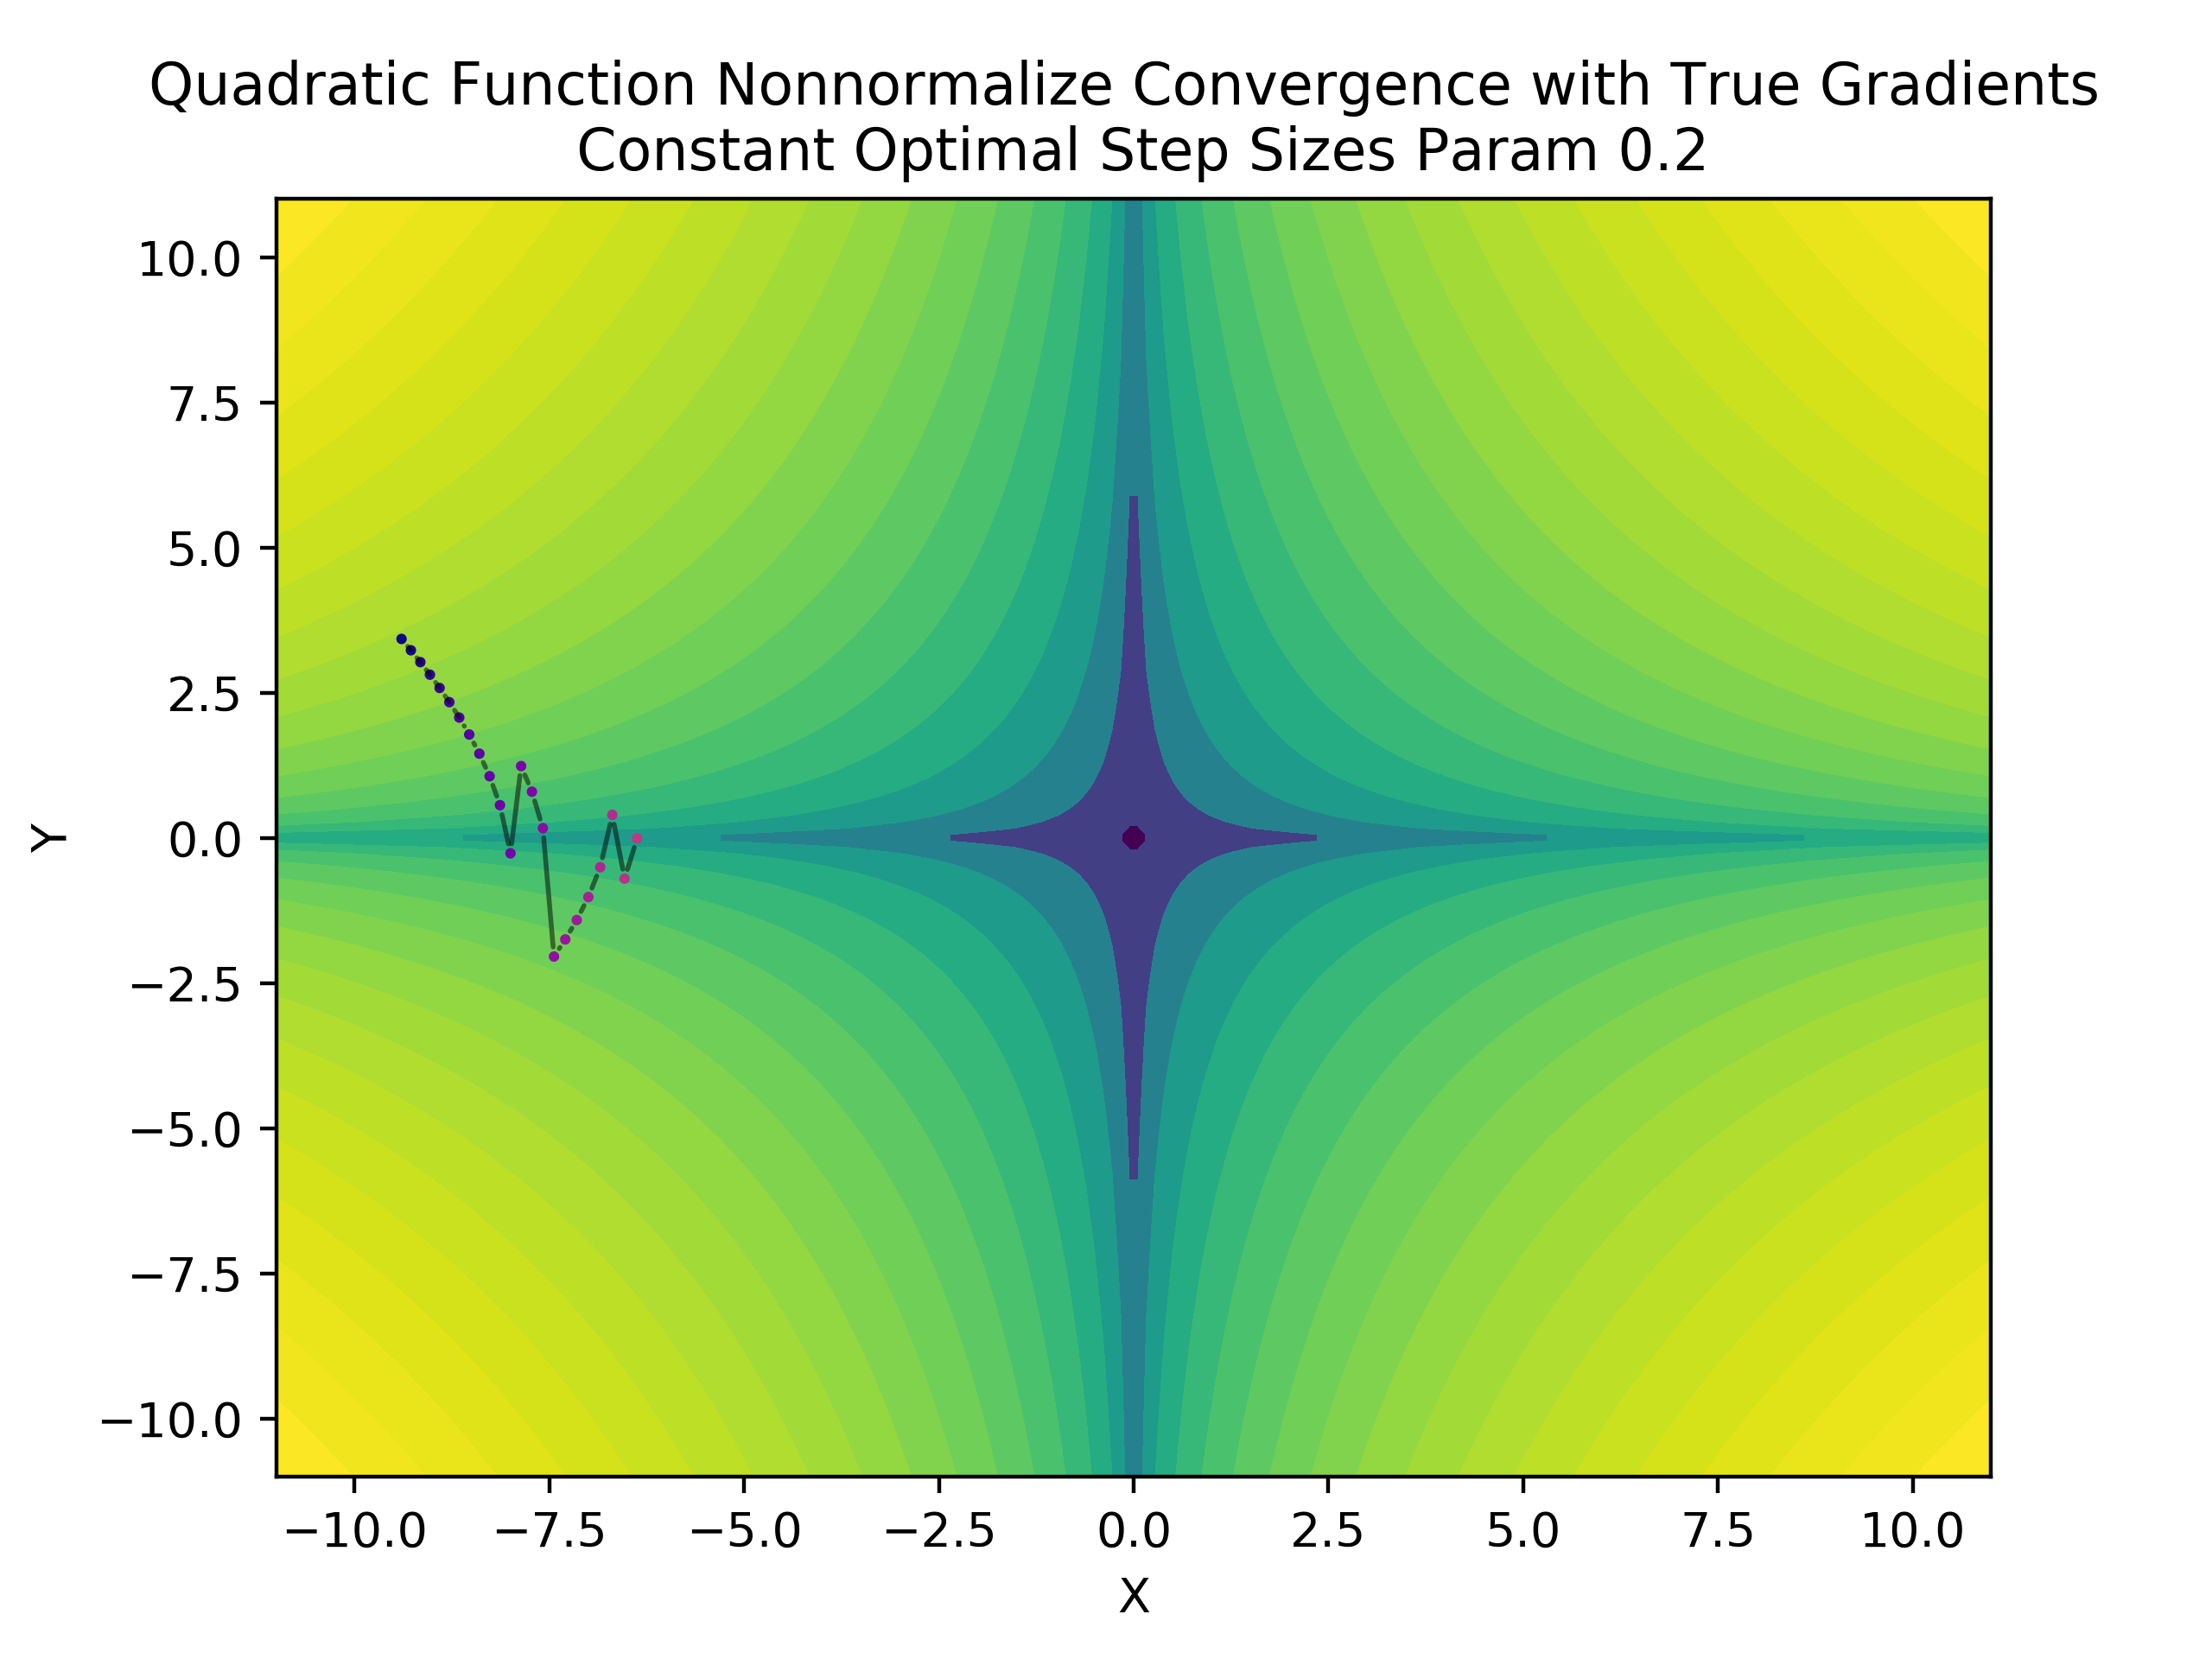 Quadratic Function Nonnormalize Convergence with True Gradients
Constant Optimal Step Sizes Param 0.2
10.0
7.5
5.0
2.5
0.0
−2.5
−5.0
−7.5
−10.0
Y
−10.0 −7.5 −5.0 −2.5 0.0 2.5 5.0 7.5 10.0
X